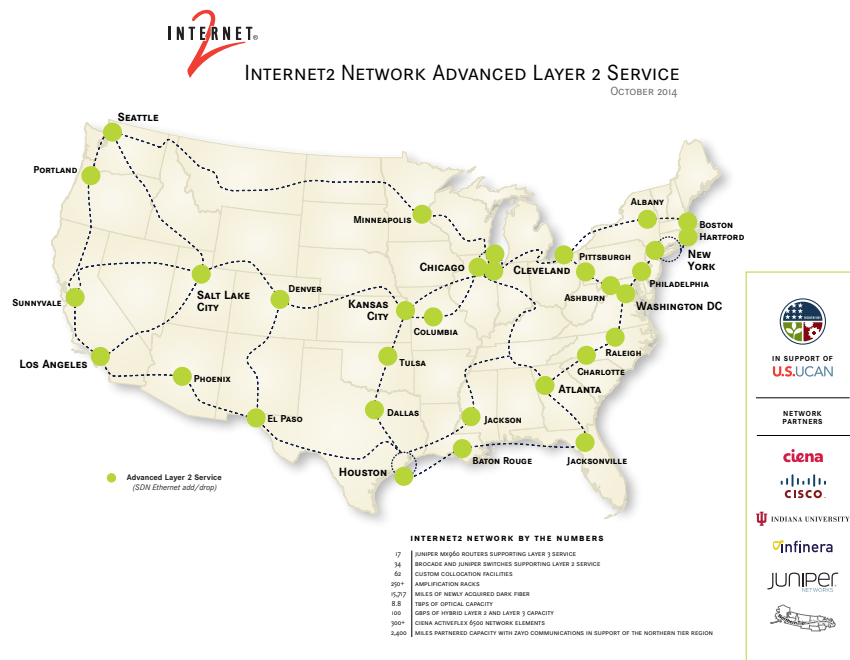 INTERNET2®
INTERNET2 NETWORK ADVANCED LAYER 2 SERVICE
OCTOBER 2014
SEATTLE
PORTLAND
MINNEAPOLIS
ALBANY
BOSTON
HARTFORD
NEW
YORK
PITTSBURGH
CHICAGO
CLEVELAND
PHILADELPHIA
ASHBURN
WASHINGTON DC
SUNNYVALE
SALT LAKE
CITY
DENVER
KANSAS
CITY
COLUMBIA
RALEIGH
LOS ANGELES
PHOENIX
TULSA
CHARLOTTE
ATLANTA
EL PASO
DALLAS
JACKSON
HOUSTON
BATON ROUGE
JACKSONVILLE
Advanced Layer 2 Service
(SDN Ethernet add/drop)
INTERNET2 NETWORK BY THE NUMBERS
17 JUNIPER MX960 ROUTERS SUPPORTING LAYER 3 SERVICE
34 BROCADE AND JUNIPER SWITCHES SUPPORTING LAYER 2 SERVICE
62 CUSTOM COLLOCATION FACILITIES
250+ AMPLIFICATION RACKS
15,717 MILES OF NEWLY ACQUIRED DARK FIBER
8.8 TBPS OF OPTICAL CAPACITY
100 GBPS OF HYBRID LAYER 2 AND LAYER 3 CAPACITY
300+ CIENA ACTIVEFLEX 6500 NETWORK ELEMENTS
2,400 MILES PARTNERED CAPACITY WITH ZAYO COMMUNICATIONS IN SUPPORT OF THE NORTHERN TIER REGION
IN SUPPORT OF
U.S.UCAN
NETWORK
PARTNERS
ciena
CISCO
INDIANA UNIVERSITY
infinera
JUNIPER
NETWORKS